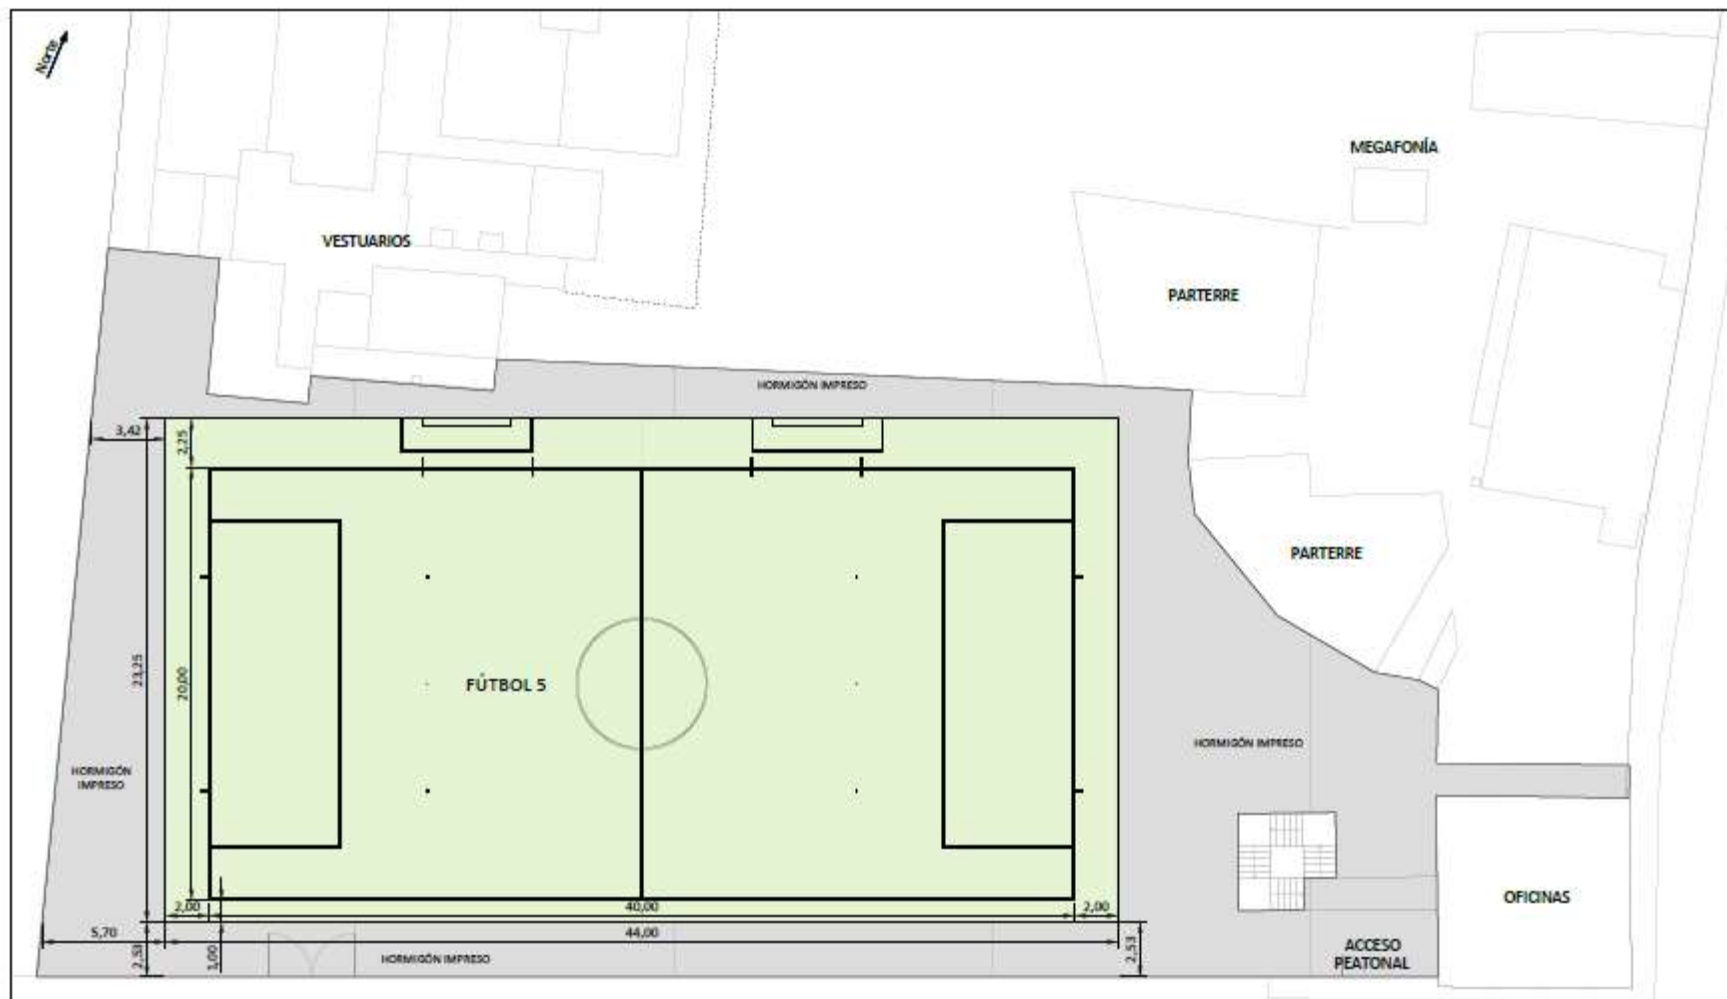 Norte
MEGAFONÍA
VESTUARIOS
PARTERRE
HORMIGÓN IMPRESO
3,42
2,25
PARTERRE
23,25
20,00
FÚTBOL 5
HORMIGÓN IMPRESO
HORMIGÓN
IMPRESO
OFICINAS
2,00
40,00
2,00
5,70
44,00
2,53
1,00
HORMIGÓN IMPRESO
2,53
ACCESO
PEATONAL